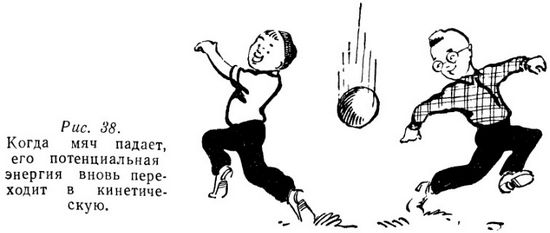 Рис. 38.
Когда мяч падает,
его потенциальная
энергия вновь пере-
ходит в кинетиче-
скую.